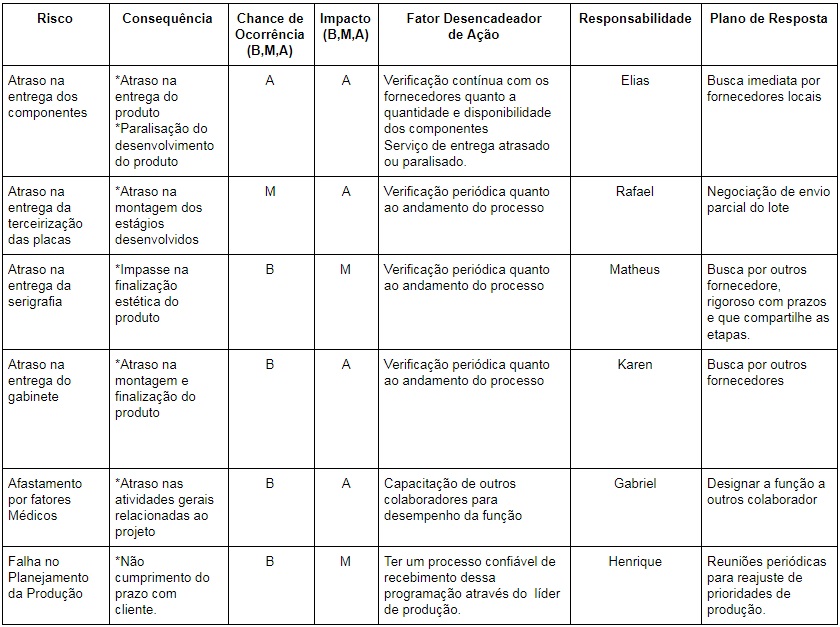 Risco
Consequência
Chance de
Ocorrência
(B,M,A)
Impacto
(B,M,A)
Fator Desencadeador
de Ação
Responsabilidade
Plano de Resposta
Atraso na
entrega dos
componentes
*Atraso na
entrega do
produto
*Paralisação do
desenvolvimento
do produto
A
A
Verificação contínua com os
fornecedores quanto a
quantidade e disponibilidade
dos componentes
Serviço de entrega atrasado
ou paralisado.
Elias
Busca imediata por
fornecedores locais
Atraso na
entrega da
terceirização
das placas
*Atraso na
montagem dos
estágios
desenvolvidos
M
A
Verificação periódica quanto
ao andamento do processo
Rafael
Negociação de envio
parcial do lote
Atraso na
entrega da
serigrafia
*Impasse na
finalização
estética do
produto
B
M
Verificação periódica quanto
ao andamento do processo
Matheus
Busca por outros
fornecedore,
rigoroso com prazos
e que compartilhe as
etapas.
Atraso na
entrega do
gabinete
*Atraso na
montagem e
finalização do
produto
B
A
Verificação periódica quanto
ao andamento do processo
Karen
Busca por outros
fornecedores
Afastamento
por fatores
Médicos
*Atraso nas
atividades gerais
relacionadas ao
projeto
B
A
Capacitação de outros
colaboradores para
desempenho da função
Gabriel
Designar a função a
outros colaborador
Falha no
Planejamento
da Produção
*Não
cumprimento do
prazo com
cliente.
B
M
Ter um processo confiável de
recebimento dessa
programação através do líder
de produção.
Henrique
Reuniões periódicas
para reajuste de
prioridades de
produção.